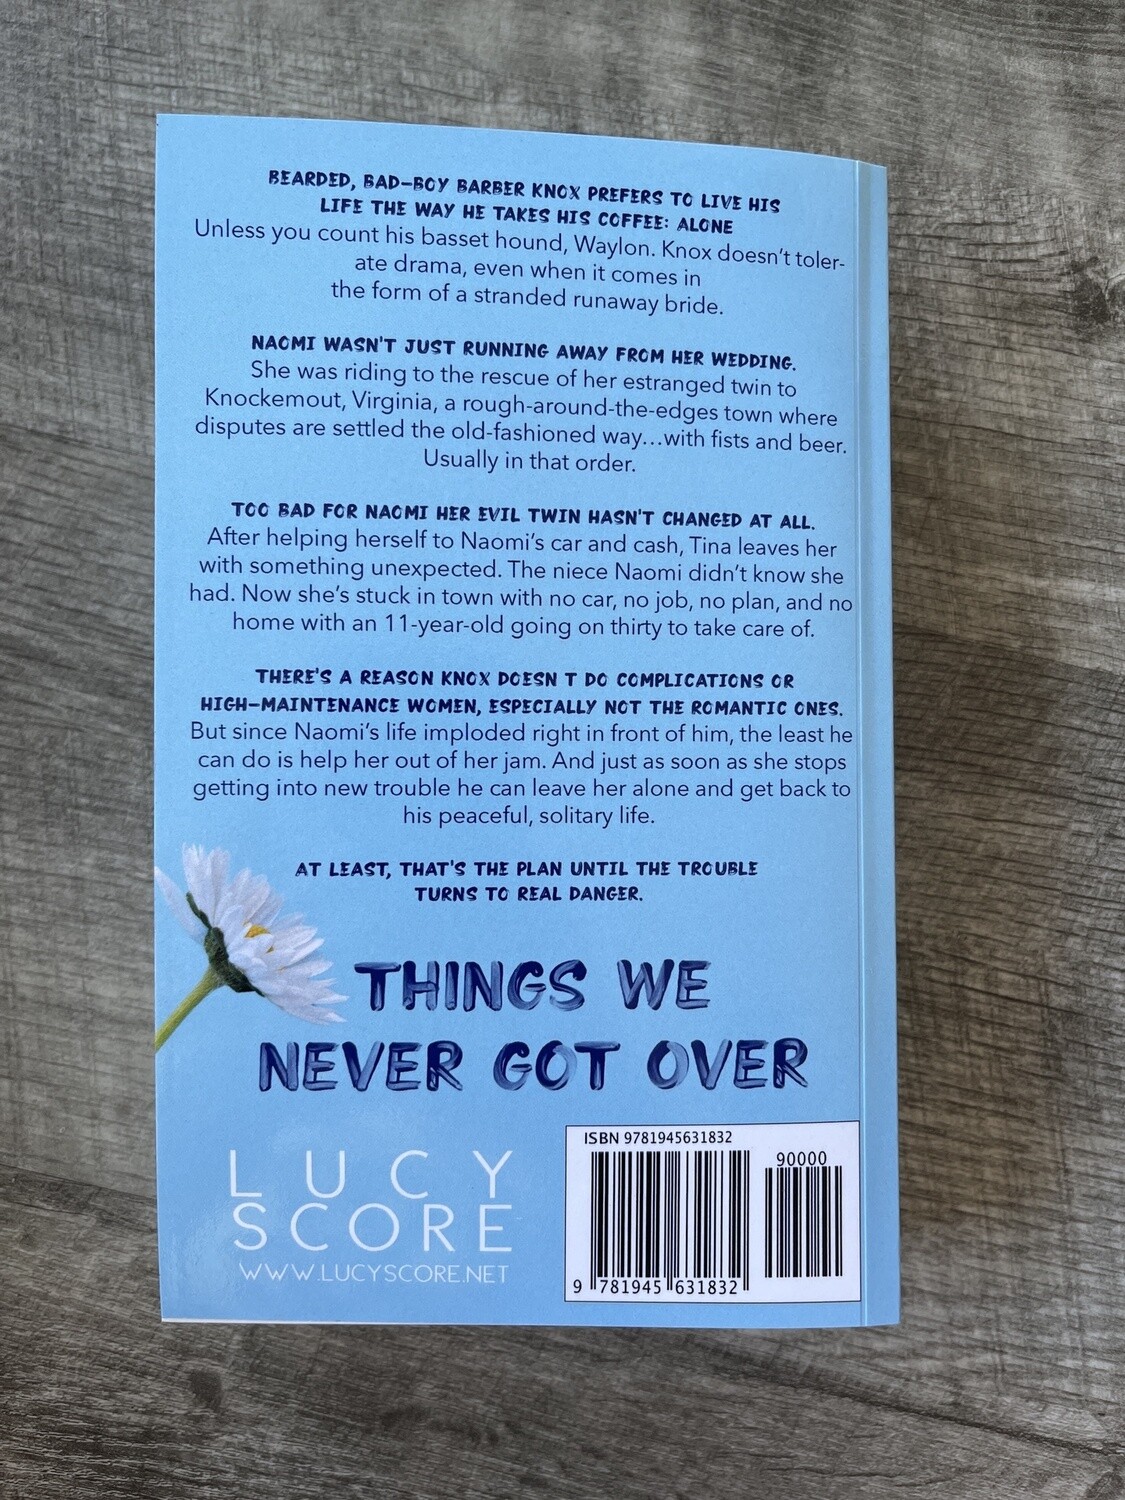 BEARDED, BAD-BOY BARBER KNOX PREFERS TO LIVE HIS
LIFE THE WAY HE TAKES HIS COFFEE: ALONE
Unless you count his basset hound, Waylon. Knox doesn't toler-
ate drama, even when it comes in
the form of a stranded runaway bride.
NAOMI WASN'T JUST RUNNING AWAY FROM HER WEDDING.
She was riding to the rescue of her estranged twin to
Knockemout, Virginia, a rough-around-the-edges town where
disputes are settled the old-fashioned way...with fists and beer.
Usually in that order.
TOO BAD FOR NAOMI HER EVIL TWIN HASN'T CHANGED AT ALL.
After helping herself to Naomi's car and cash, Tina leaves her
with something unexpected. The niece Naomi didn't know she
had. Now she's stuck in town with no car, no job, no plan, and no
home with an 11-year-old going on thirty to take care of.
THERE'S A REASON KNOX DOESN T DO COMPLICATIONS OR
HIGH-MAINTENANCE WOMEN, ESPECIALLY NOT THE ROMANTIC ONES.
But since Naomi's life imploded right in front of him, the least he
can do is help her out of her jam. And just as soon as she stops
getting into new trouble he can leave her alone and get back to
his peaceful, solitary life.
AT LEAST, THAT'S THE PLAN UNTIL THE TROUBLE
TURNS TO REAL DANGER.
THINGS WE
NEVER GOT OVER
LUCY
SCORE
WWW.LUCYSCORE.NET
ISBN 9781945631832
90000
9 781945 631832